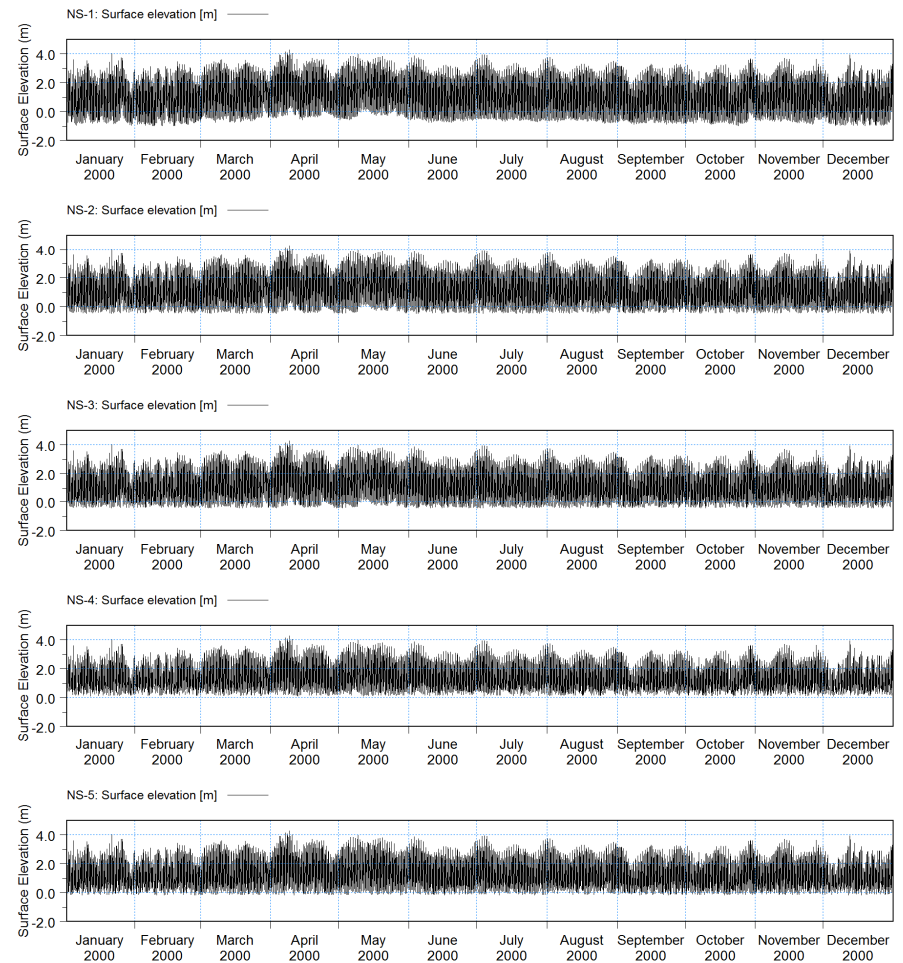 NS-1: Surface elevation [m]
Surface Elevation (m)
4.0
2.0
0.0
-2.0
January February March April May June July August September October November December
2000 2000 2000 2000 2000 2000 2000 2000 2000 2000 2000 2000
NS-2: Surface elevation [m]
Surface Elevation (m)
4.0
2.0
0.0
-2.0
January February March April May June July August September October November December
2000 2000 2000 2000 2000 2000 2000 2000 2000 2000 2000 2000
NS-3: Surface elevation [m]
Surface Elevation (m)
4.0
2.0
0.0
-2.0
January February March April May June July August September October November December
2000 2000 2000 2000 2000 2000 2000 2000 2000 2000 2000 2000
NS-4: Surface elevation [m]
Surface Elevation (m)
4.0
2.0
0.0
-2.0
January February March April May June July August September October November December
2000 2000 2000 2000 2000 2000 2000 2000 2000 2000 2000 2000
NS-5: Surface elevation [m]
Surface Elevation (m)
4.0
2.0
0.0
-2.0
January February March April May June July August September October November December
2000 2000 2000 2000 2000 2000 2000 2000 2000 2000 2000 2000